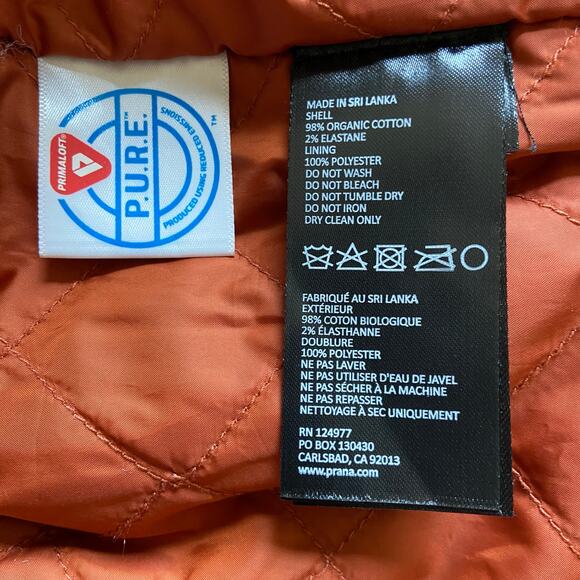 PRIMALOFT®
P.U.R.E.™
PRODUCED USING REDUCED EMISSIONS
™
MADE IN SRI LANKA
SHELL
98% ORGANIC COTTON
2% ELASTANE
LINING
100% POLYESTER
DO NOT WASH
DO NOT BLEACH
DO NOT TUMBLE DRY
DO NOT IRON
DRY CLEAN ONLY
FABRIQUÉ AU SRI LANKA
EXTÉRIEUR
98% COTON BIOLOGIQUE
2% ÉLASTHANNE
DOUBLURE
100% POLYESTER
NE PAS LAVER
NE PAS UTILISER D'EAU DE JAVEL
NE PAS SÉCHER À LA MACHINE
NE PAS REPASSER
NETTOYAGE À SEC UNIQUEMENT
RN 124977
PO BOX 130430
CARLSBAD, CA 92013
www.prana.com